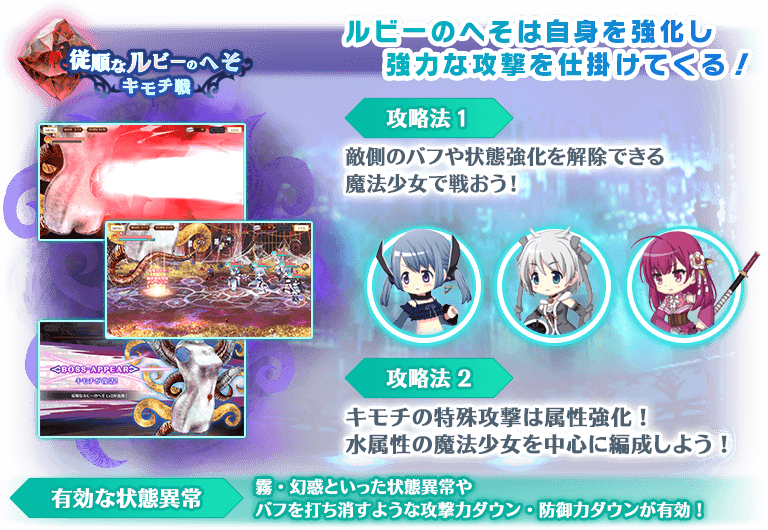 従順なルビーのへそ
キモチ戦
ルビーのへそは自身を強化し
強力な攻撃を仕掛けてくる！
攻略法1
敵側のバフや状態強化を解除できる
魔法少女で戦おう！
<BOSS APPEAR>
攻略法2
キモチの特殊攻撃は属性強化！
水属性の魔法少女を中心に編成しよう！
有効な状態異常
霧・幻惑といった状態異常や
バフを打ち消すような攻撃力ダウン・防御力ダウンが有効！